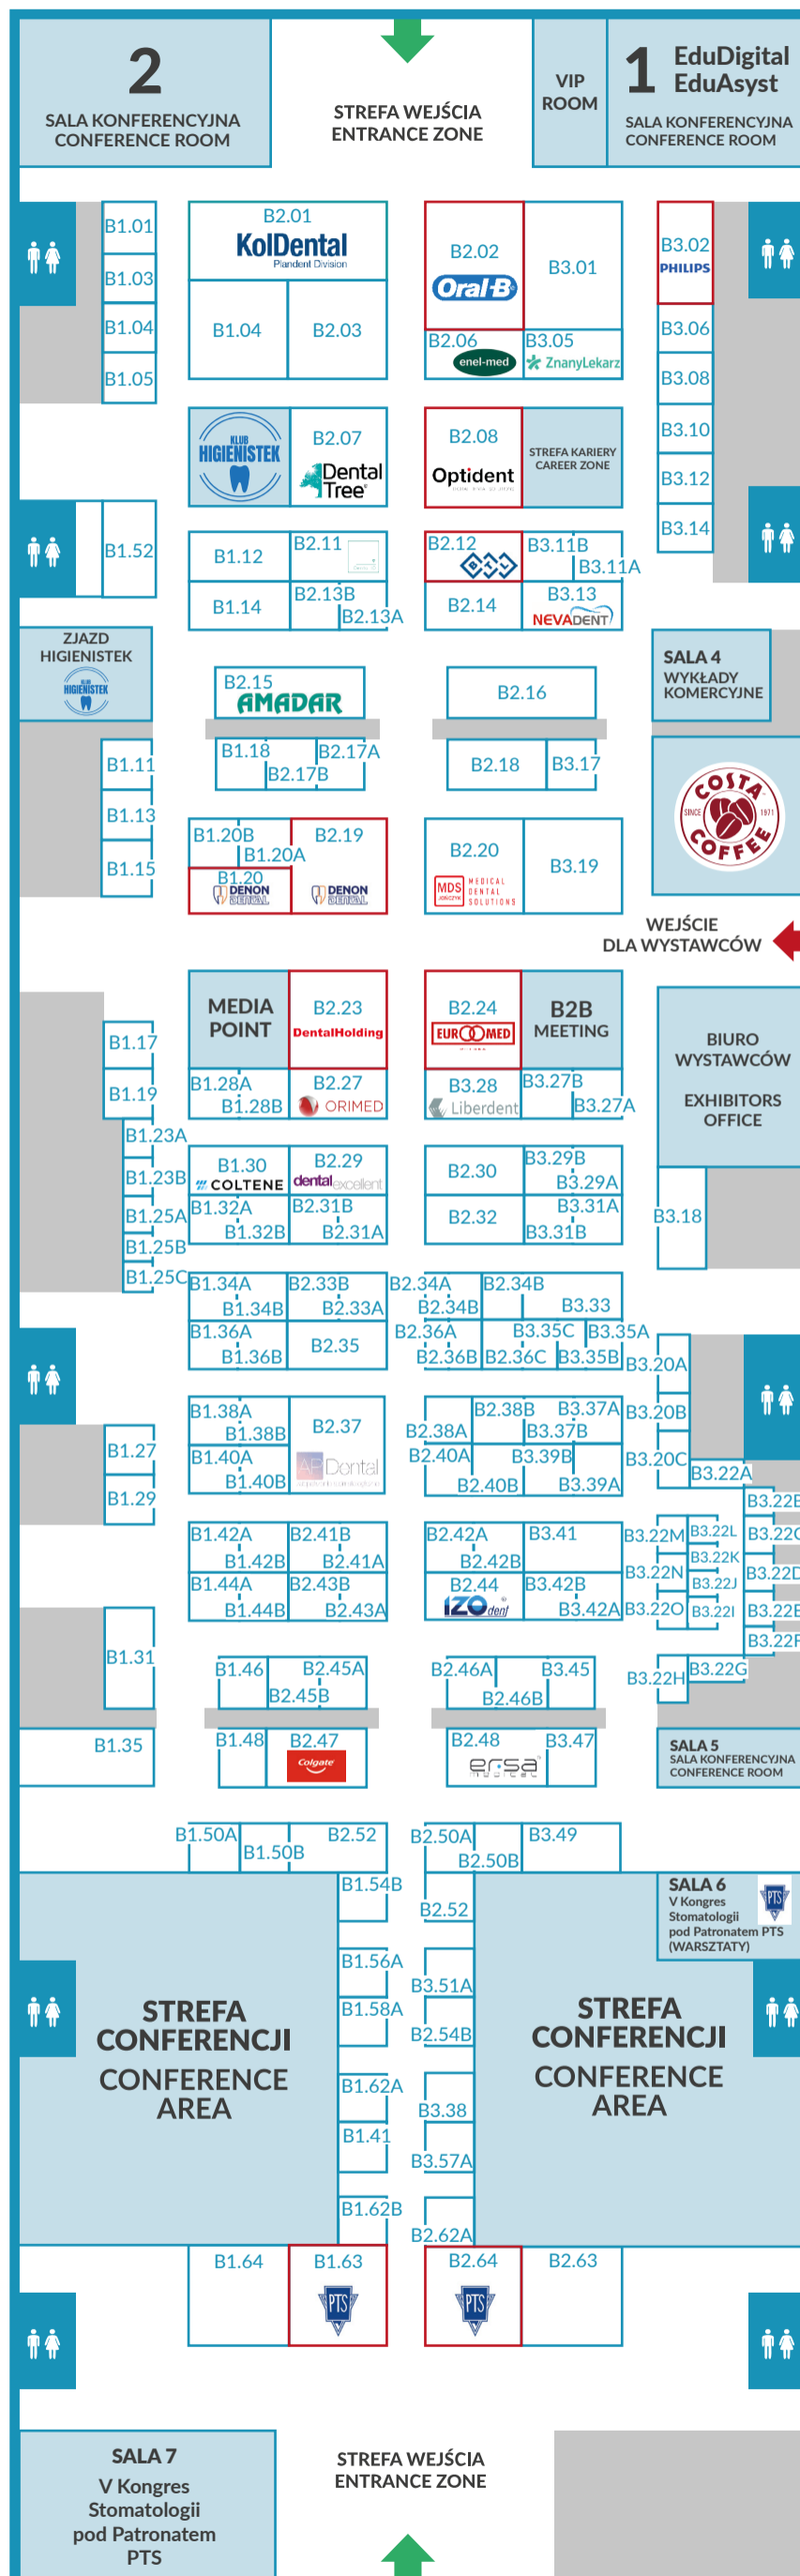 2
SALA KONFERENCYJNA
CONFERENCE ROOM
STREFA WEJŚCIA
ENTRANCE ZONE
VIP
ROOM
1 EduDigital
EduAsyst
SALA KONFERENCYJNA
CONFERENCE ROOM
B1.01
B1.03
B1.04
B1.05
B2.01
KolDental
Plandent Division
B1.04
B2.03
B2.02
Oral-B
B3.01
B2.06
enel-med
B3.05
ZnanyLekarz
B3.02
PHILIPS
B3.06
B3.08
B3.10
B3.12
B3.14
KLUB
HIGIENISTEK
B2.07
Dental
Tree
B2.08
Optident
STREFA KARIERY
CAREER ZONE
B1.52
B1.12
B2.11
B1.14
B2.13B
B2.13A
B2.12
B3.11B
B3.11A
B2.14
B3.13
NEVADENT
ZJAZD
HIGIENISTEK
KLUB
HIGIENISTEK
B2.15
AMADAR
B2.16
SALA 4
WYKŁADY
KOMERCYJNE
B1.18
B2.17A
B2.17B
B2.18
B3.17
B1.11
B1.13
B1.15
COSTA
SINCE 1971
COFFEE
B1.20B
B1.20A
B2.19
B1.20
DENON
DENTAL
DENON
DENTAL
B2.20
MDS
JOŃCZYK
MEDICAL
DENTAL
SOLUTIONS
B3.19
WEJŚCIE
DLA WYSTAWCÓW
MEDIA
POINT
B2.23
DentalHolding
B2.24
EUROMED
B2B
MEETING
BIURO
WYSTAWCÓW
EXHIBITORS
OFFICE
B1.17
B1.19
B1.23A
B1.23B
B1.25A
B1.25B
B1.25C
B1.28A
B1.28B
B2.27
ORIMED
B3.28
Liberdent
B3.27B
B3.27A
B1.30
COLTENE
B2.29
dentalexcellent
B1.32A
B1.32B
B2.31B
B2.31A
B2.30
B3.29B
B3.29A
B2.32
B3.31A
B3.31B
B3.18
B1.34A
B1.34B
B2.33B
B2.33A
B2.34A
B2.34B
B2.34B
B3.33
B1.36A
B1.36B
B2.35
B2.36A
B2.36B
B2.36C
B3.35C
B3.35A
B3.35B
B3.20A
B3.20B
B3.20C
B3.22A
B1.38A
B1.38B
B2.37
AP Dental
B1.40A
B1.40B
B2.38A
B2.38B
B3.37A
B3.37B
B2.40A
B2.40B
B3.39B
B3.39A
B1.27
B1.29
B3.22B
B3.22C
B3.22D
B3.22E
B3.22F
B3.22M
B3.22L
B3.22K
B3.22N
B3.22J
B3.22O
B3.22I
B3.22G
B3.22H
B1.42A
B1.42B
B2.41B
B2.41A
B1.44A
B1.44B
B2.43B
B2.43A
B2.42A
B2.42B
B3.41
B2.44
IZOdent
B3.42B
B3.42A
B1.31
B1.35
B1.46
B2.45A
B2.45B
B2.46A
B2.46B
B3.45
B1.48
B2.47
Colgate
B2.48
ersa
MEDICAL
B3.47
SALA 5
SALA KONFERENCYJNA
CONFERENCE ROOM
B1.50A
B1.50B
B2.52
B2.50A
B2.50B
B3.49
B1.54B
B2.52
SALA 6
V Kongres
Stomatologii
pod Patronatem PTS
(WARSZTATY)
PTS
B1.56A
B3.51A
B1.58A
B2.54B
STREFA
CONFERENCJI
CONFERENCE
AREA
STREFA
CONFERENCJI
CONFERENCE
AREA
B1.62A
B3.38
B1.41
B3.57A
B1.62B
B2.62A
B1.64
B1.63
PTS
B2.64
PTS
B2.63
SALA 7
V Kongres
Stomatologii
pod Patronatem
PTS
STREFA WEJŚCIA
ENTRANCE ZONE